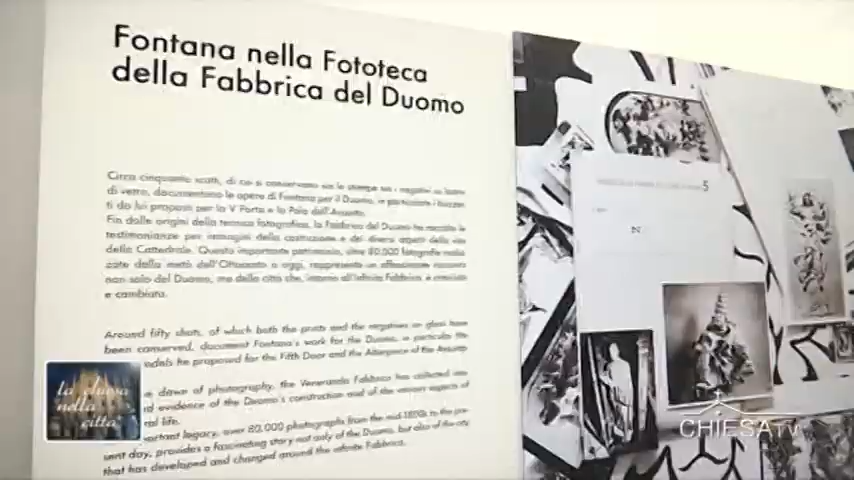 Fontana nella Fototeca
della Fabbrica del Duomo
Circa cinquanta scatti, di cui si conservano sia le stampe sia i negativi su lastra
di vetro, documentano le opere di Fontana per il Duomo, in particolare i bozzet-
ti da lui proposti per la V Porta e la Pala dell'Assunta.
Fin dalle origini della tecnica fotografica, la Fabbrica del Duomo ha raccolto le
testimonianze per immagini della costruzione e dei diversi aspetti della vita
della Cattedrale. Questo importante patrimonio, oltre 80.000 fotografie realiz-
zate dalla metà dell'Ottocento a oggi, rappresenta un affascinante racconto
non solo del Duomo, ma della città che, intorno all'infinita Fabbrica, è cresciuta
e cambiata.
Around fifty shots, of which both the prints and the negatives on glass have
been conserved, document Fontana's work for the Duomo, in particular the
models he proposed for the Fifth Door and the Altarpiece of the Assunta.
dawn of photography, the Veneranda Fabbrica has collected
evidence of the Duomo's construction and of the various aspects of
life.
legacy, over 80,000 photographs from the mid-1800s to the pre-
sent day, provides a fascinating story not only of the Duomo, but also of the city
that has developed and changed around the infinite Fabbrica.
5
la chiesa
nella
città
CHIESA TV